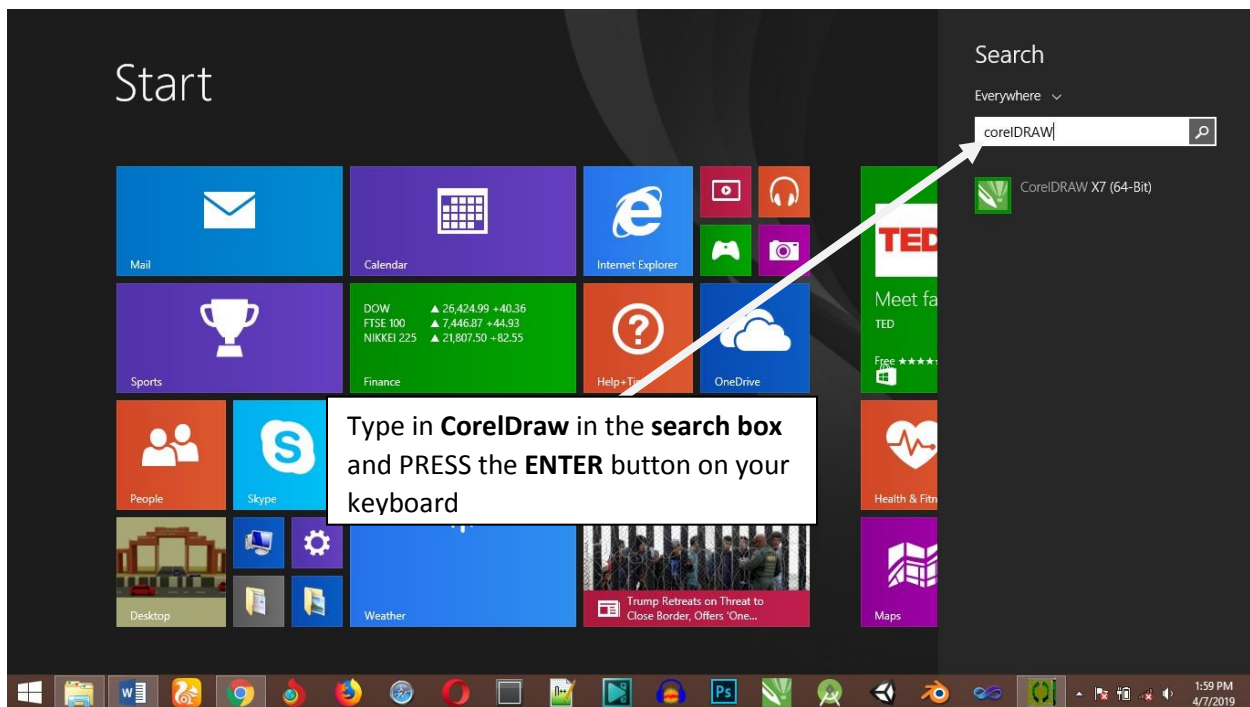 Start
Search
Everywhere
corelDRAW
CorelDRAW X7 (64-Bit)
Mail
Calendar
Internet Explorer
TED
Meet fa
TED
Free
Sports
DOW ▲ 26,424.99 +40.36
FTSE 100 ▲ 7,446.87 +44.93
NIKKEI 225 ▲ 21,807.50 +82.55
Finance
Help+Tip
OneDrive
Type in CorelDraw in the search box
and PRESS the ENTER button on your
keyboard
People
Skype
Health & Fitn
Desktop
Weather
Trump Retreats on Threat to
Close Border, Offers 'One...
Maps
W
Ps
1:59 PM
4/7/2019